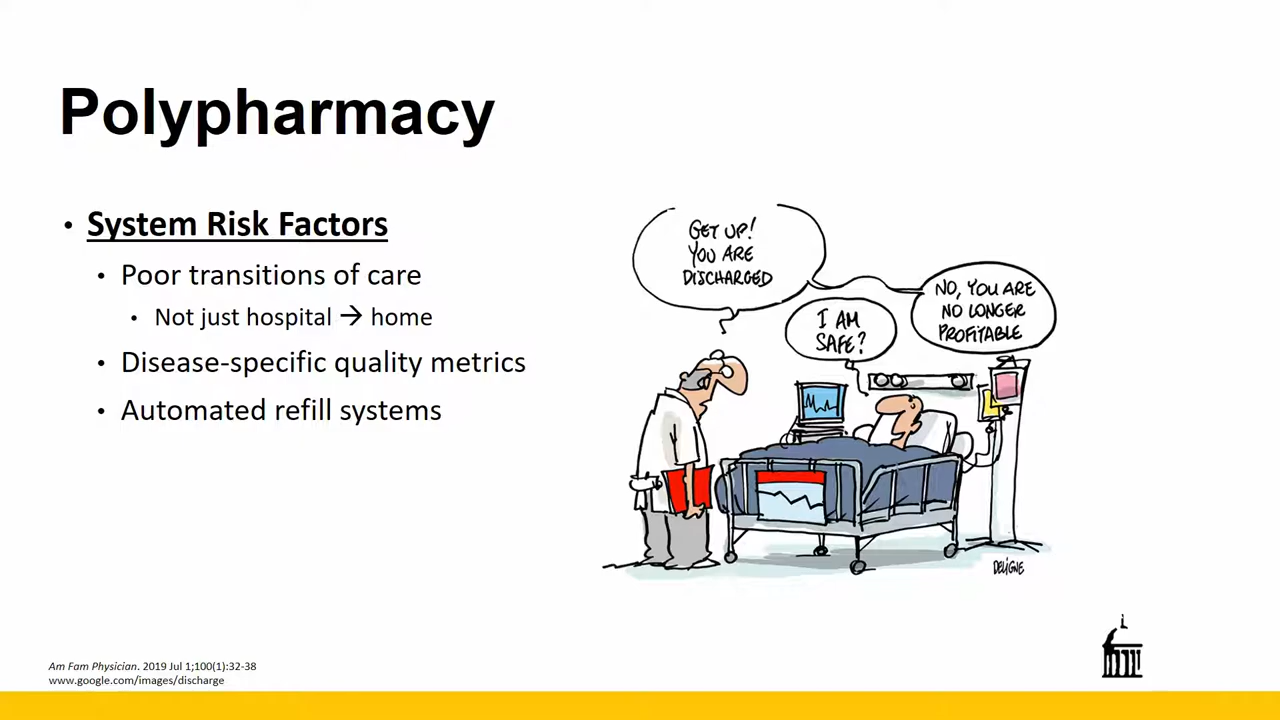 Polypharmacy
• System Risk Factors
• Poor transitions of care
• Not just hospital → home
• Disease-specific quality metrics
• Automated refill systems
GET UP!
YOU ARE
DISCHARGED
I AM
SAFE?
NO, YOU ARE
NO LONGER
PROFITABLE
DELIGNE
Am Fam Physician. 2019 Jul 1;100(1):32-38
www.google.com/images/discharge